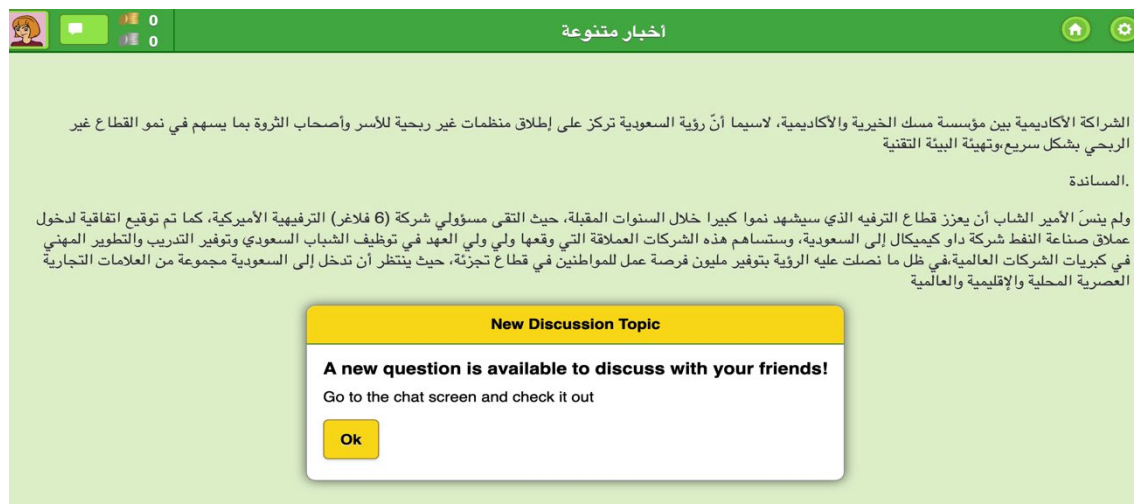 0
0
أخبار متنوعة
الشراكة الأكاديمية بين مؤسسة مسك الخيرية والأكاديمية، لاسيما أنّ رؤية السعودية تركز على إطلاق منظمات غير ربحية للأسر وأصحاب الثروة بما يسهم في نمو القطاع غير
الربحي بشكل سريع،وتهيئة البيئة التقنية
.المساندة
ولم ينسَ الأمير الشاب أن يعزز قطاع الترفيه الذي سيشهد نموا كبيرا خلال السنوات المقبلة، حيث التقى مسؤولي شركة (6 فلاغر) الترفيهية الأميركية، كما تم توقيع اتفاقية لدخول
عملاق صناعة النفط شركة داو كيميكال إلى السعودية، وستساهم هذه الشركات العملاقة التي وقعها ولي ولي العهد في توظيف الشباب السعودي وتوفير التدريب والتطوير المهني
في كبريات الشركات العالمية،في ظل ما نصلت عليه الرؤية بتوفير مليون فرصة عمل للمواطنين في قطاع تجزئة، حيث ينتظر أن تدخل إلى السعودية مجموعة من العلامات التجارية
العصرية المحلية والإقليمية والعالمية
New Discussion Topic
A new question is available to discuss with your friends!
Go to the chat screen and check it out
Ok